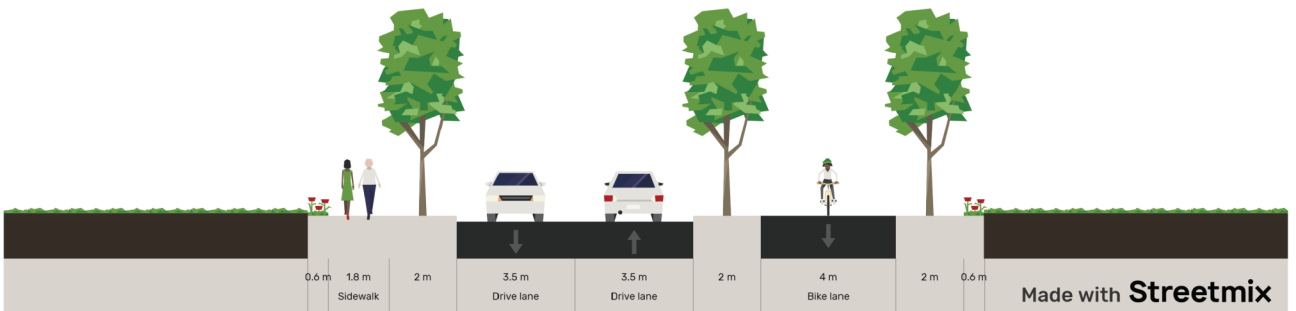 0.6 m
1.8 m
Sidewalk
2 m
3.5 m
Drive lane
3.5 m
Drive lane
2 m
4 m
Bike lane
2 m
0.6 m
Made with Streetmix